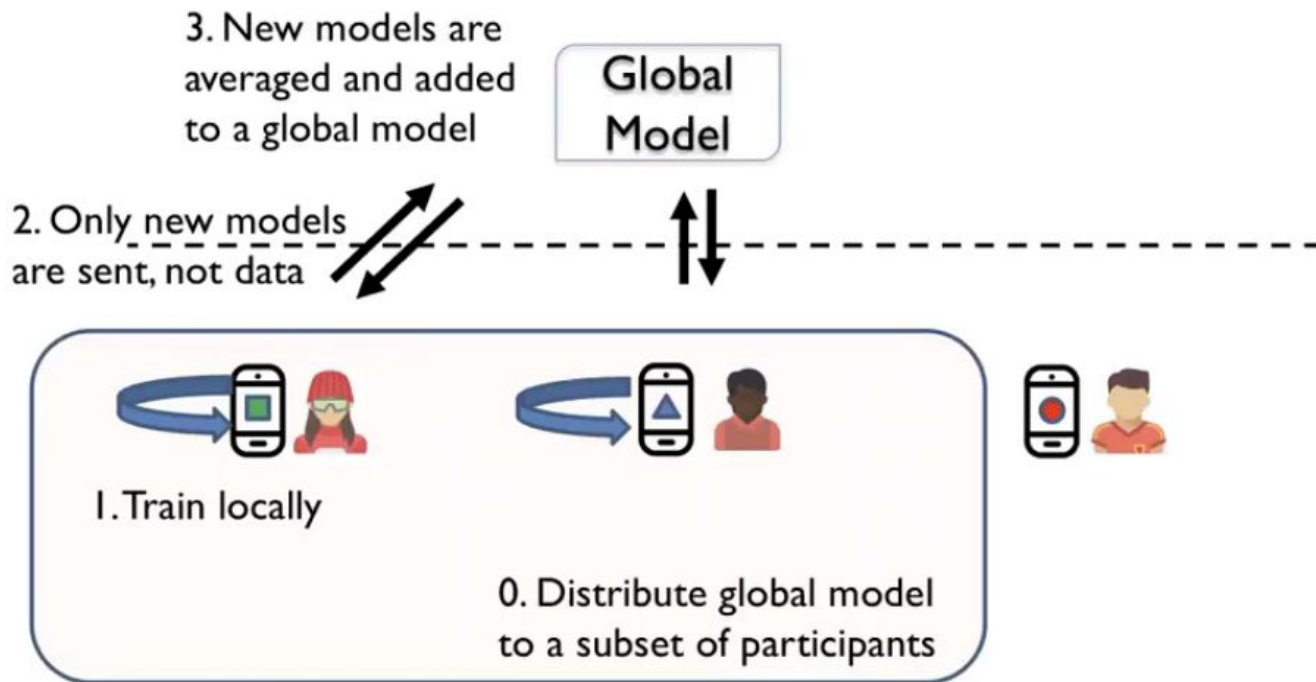 3. New models are
averaged and added
to a global model
Global
Model
2. Only new models
are sent, not data
1. Train locally
0. Distribute global model
to a subset of participants